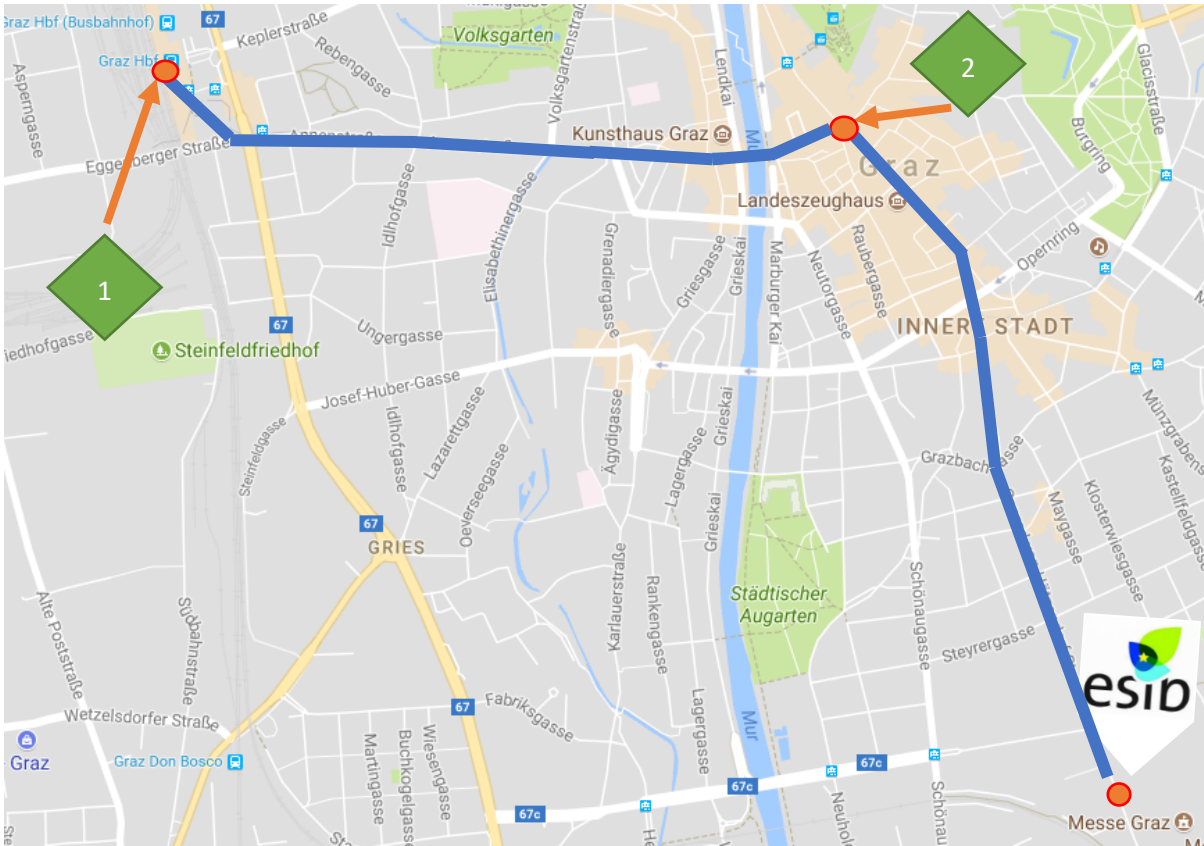 Graz Hbf (Busbahnhof)
67
Keplerstraße
Volksgarten
Graz Hbf
Rebengasse
Volksgartenstraße
Lendkai
2
Glacisstraße
Asperngasse
Kunsthaus Graz
Burgring
Eggenberger Straße
Graz
Idlhofgasse
Elisabethinergasse
Landeszeughaus
1
Grenadiergasse
Griesgasse
Grieskai
Marburger Kai
Neutorgasse
Raubergasse
Opernring
67
Ungergasse
INNERE STADT
Steinfeldfriedhof
Josef-Huber-Gasse
Idlhofgasse
Lazarettgasse
Grieskai
Steinfeldgasse
Oeverseegasse
Ägydigasse
Lagergasse
Grieskai
Grazbachgasse
Kastellfeldgasse
Klosterwiesgasse
Maygasse
67
GRIES
Karlauerstraße
Rankengasse
Städtischer
Augarten
Schönaugasse
Steyrergasse
Alte Poststraße
Südbahnstraße
esib
Wetzelsdorfer Straße
67
Fabriksgasse
Lagergasse
Mur
Graz
Graz Don Bosco
Martingasse
Buchkogelgasse
Wiesengasse
67c
67c
67c
Messe Graz